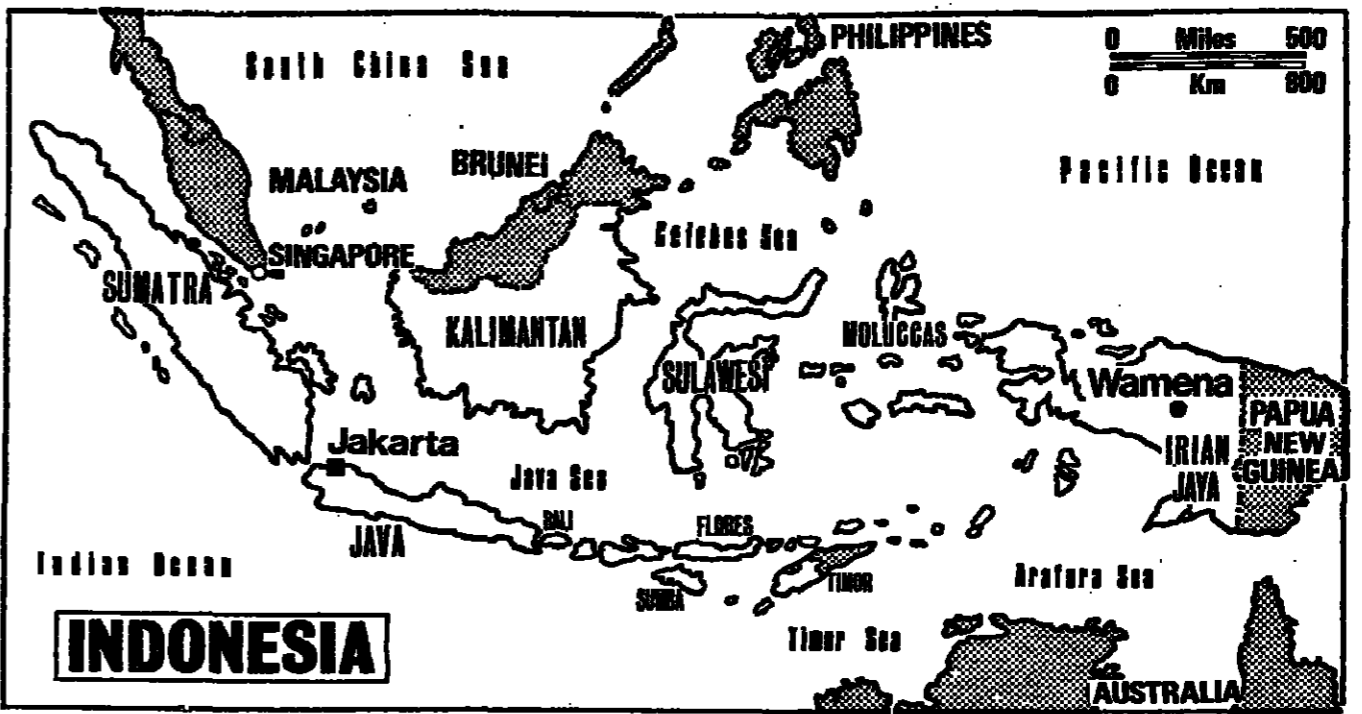 PHILIPPINES
0 Miles 500
0 Km 800
South China Sea
BRUNEI
MALAYSIA
Pacific Ocean
Celebes Sea
SINGAPORE
SUMATRA
KALIMANTAN
MOLUCCAS
SULAWESI
Wamena
PAPUA
NEW
GUINEA
IRIAN
JAYA
Jakarta
Java Sea
BALI
FLORES
JAVA
Indian Ocean
Arafura Sea
TIMOR
SUMBA
Timur Sea
INDONESIA
AUSTRALIA